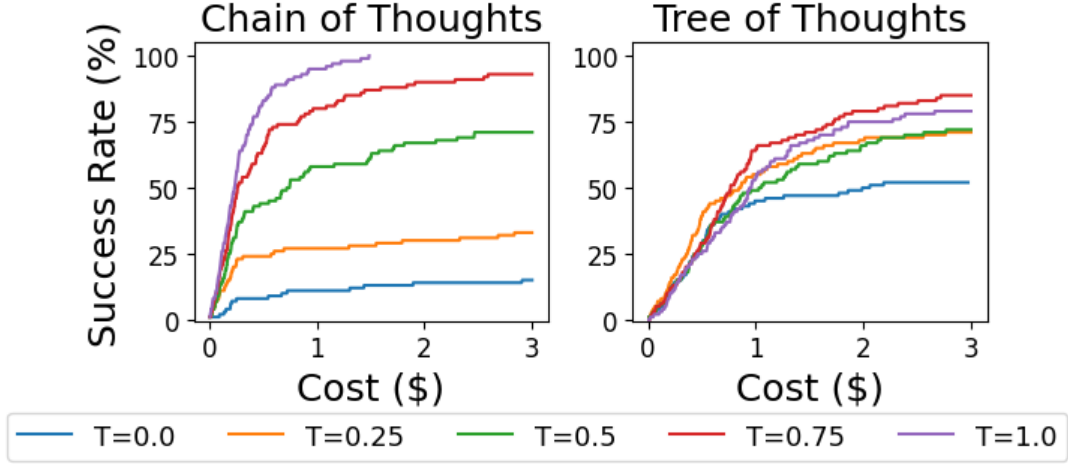 Chain of Thoughts
Tree of Thoughts
Success Rate (%)
100
75
50
25
0
0 1 2 3
Cost ($)
100
75
50
25
0
0 1 2 3
Cost ($)
T=0.0 T=0.25 T=0.5 T=0.75 T=1.0